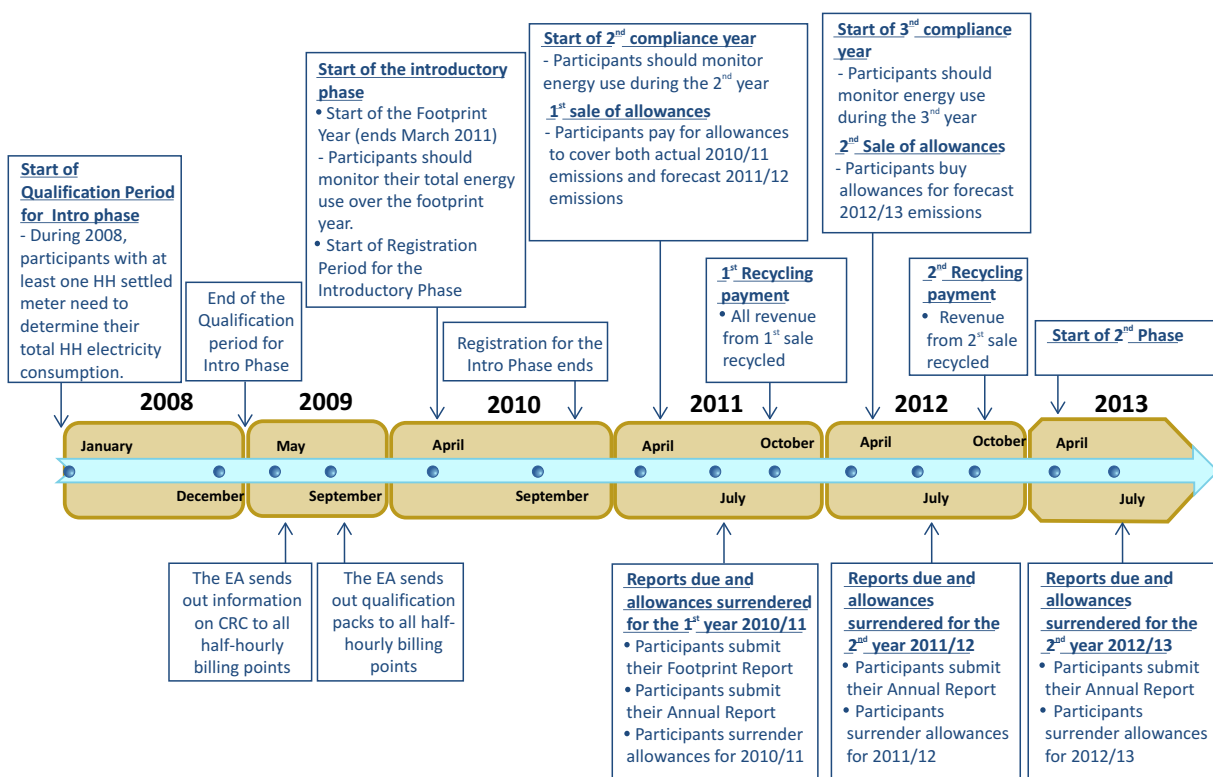 Start of
Qualification Period
for Intro phase
- During 2008,
participants with at
least one HH settled
meter need to
determine their
total HH electricity
consumption.
End of the
Qualification
period for
Intro Phase
Start of the introductory
phase
• Start of the Footprint
Year (ends March 2011)
- Participants should
monitor their total energy
use over the footprint
year.
• Start of Registration
Period for the
Introductory Phase
Registration for the
Intro Phase ends
Start of 2nd compliance year
- Participants should monitor
energy use during the 2nd year
1st sale of allowances
- Participants pay for allowances
to cover both actual 2010/11
emissions and forecast 2011/12
emissions
1st Recycling
payment
• All revenue
from 1st sale
recycled
Start of 3nd compliance
year
- Participants should
monitor energy use
during the 3nd year
2nd Sale of allowances
- Participants buy
allowances for forecast
2012/13 emissions
2nd Recycling
payment
• Revenue
from 2st sale
recycled
Start of 2nd Phase
2008
2009
2010
2011
2012
2013
January
December
May
September
April
September
April
July
October
April
July
October
April
July
The EA sends
out information
on CRC to all
half-hourly
billing points
The EA sends
out qualification
packs to all half-
hourly billing
points
Reports due and
allowances surrendered
for the 1st year 2010/11
• Participants submit
their Footprint Report
• Participants submit
their Annual Report
• Participants surrender
allowances for 2010/11
Reports due and
allowances
surrendered for the
2nd year 2011/12
• Participants submit
their Annual Report
• Participants
surrender allowances
for 2011/12
Reports due and
allowances
surrendered for the
2nd year 2012/13
• Participants submit
their Annual Report
• Participants
surrender allowances
for 2012/13